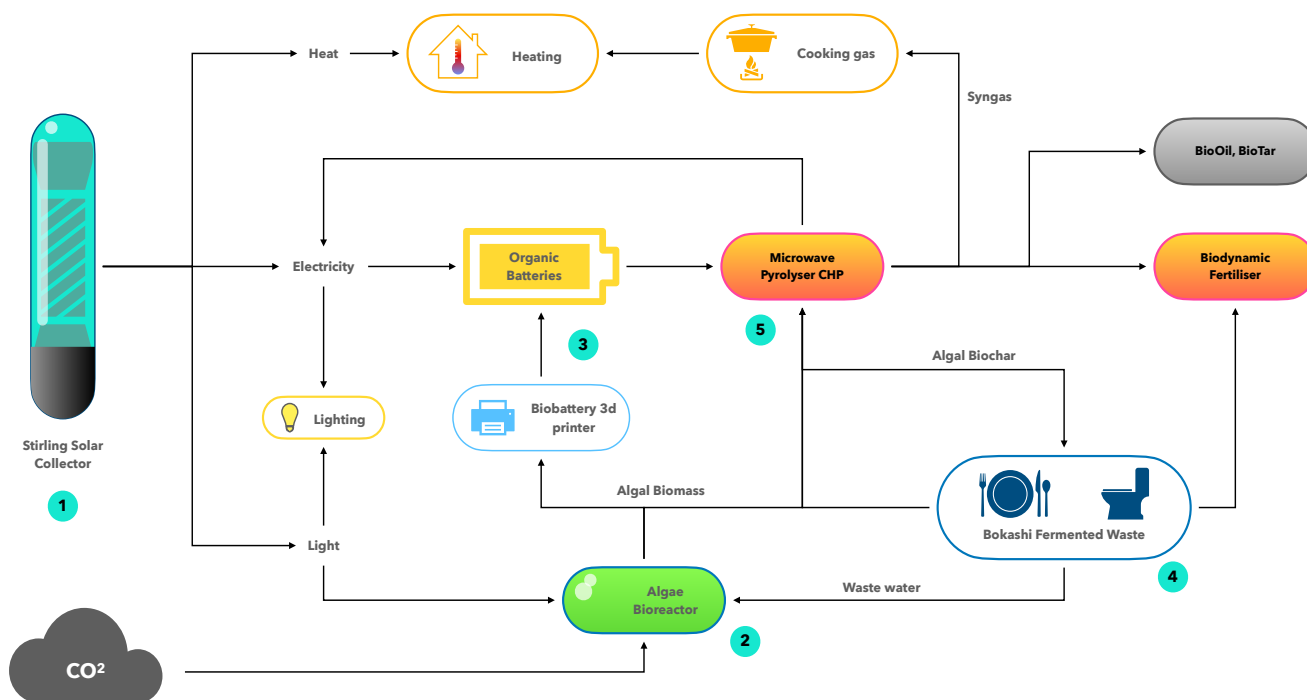 Heat
Heating
Cooking gas
Syngas
BioOil, BioTar
Electricity
Organic
Batteries
Microwave
Pyrolyser CHP
Biodynamic
Fertiliser
3
5
Algal Biochar
Lighting
Biobattery 3d
printer
Stirling Solar
Collector
1
Algal Biomass
Bokashi Fermented Waste
Light
4
Algae
Bioreactor
Waste water
2
CO²